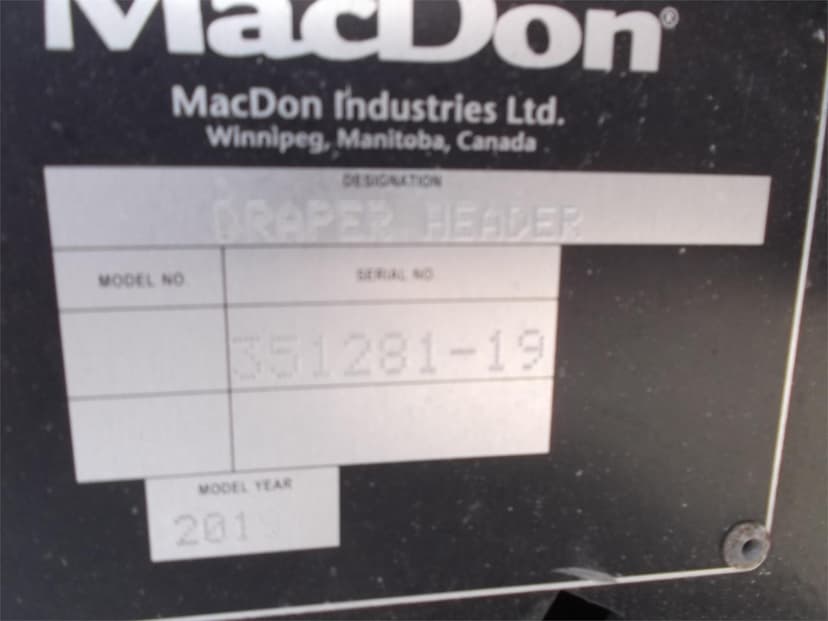 MacDon®
MacDon Industries Ltd.
Winnipeg, Manitoba, Canada
DESIGNATION
DRAPER HEADER
MODEL NO.
SERIAL NO.
351281-19
MODEL YEAR
201